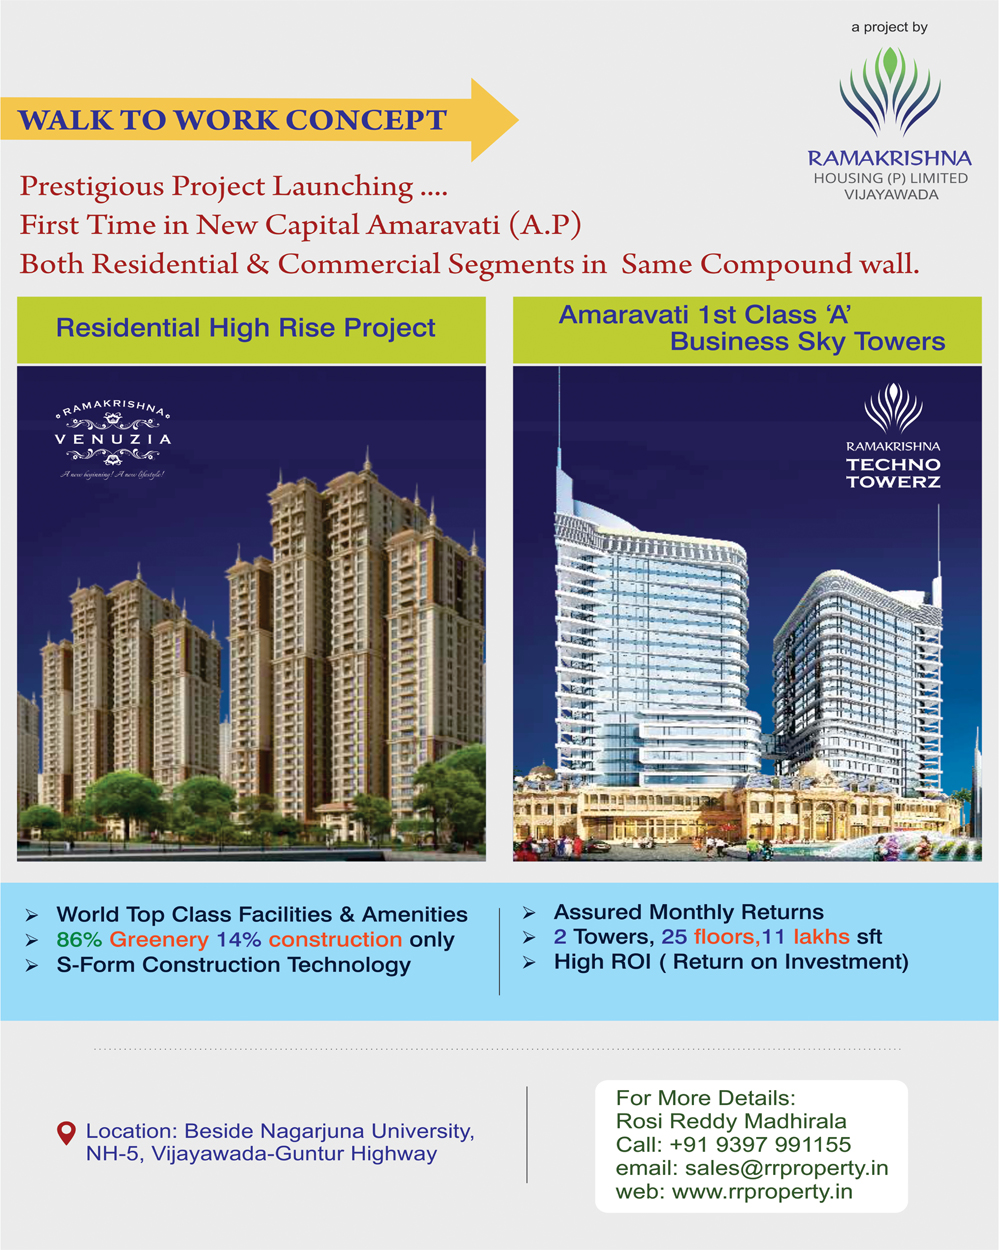 a project by
RAMAKRISHNA
HOUSING (P) LIMITED
VIJAYAWADA
WALK TO WORK CONCEPT
Prestigious Project Launching ....
First Time in New Capital Amaravati (A.P)
Both Residential & Commercial Segments in Same Compound wall.
Residential High Rise Project
RAMAKRISHNA
VENUZIA
A new beginning! A new lifestyle!
Amaravati 1st Class ‘A’
Business Sky Towers
RAMAKRISHNA
TECHNO
TOWERZ
World Top Class Facilities & Amenities
86% Greenery 14% construction only
S-Form Construction Technology
Assured Monthly Returns
2 Towers, 25 floors,11 lakhs sft
High ROI ( Return on Investment)
Location: Beside Nagarjuna University,
NH-5, Vijayawada-Guntur Highway
For More Details:
Rosi Reddy Madhirala
Call: +91 9397 991155
email: sales@rrproperty.in
web: www.rrproperty.in